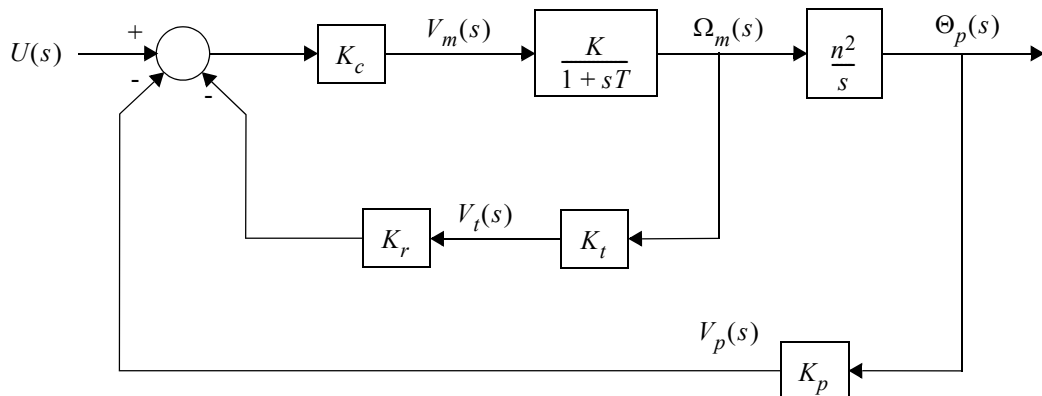 U(s)
+
-
-
K_c
V_m(s)
K
1 + sT
Ω_m(s)
n^2
s
Θ_p(s)
K_r
V_t(s)
K_t
V_p(s)
K_p